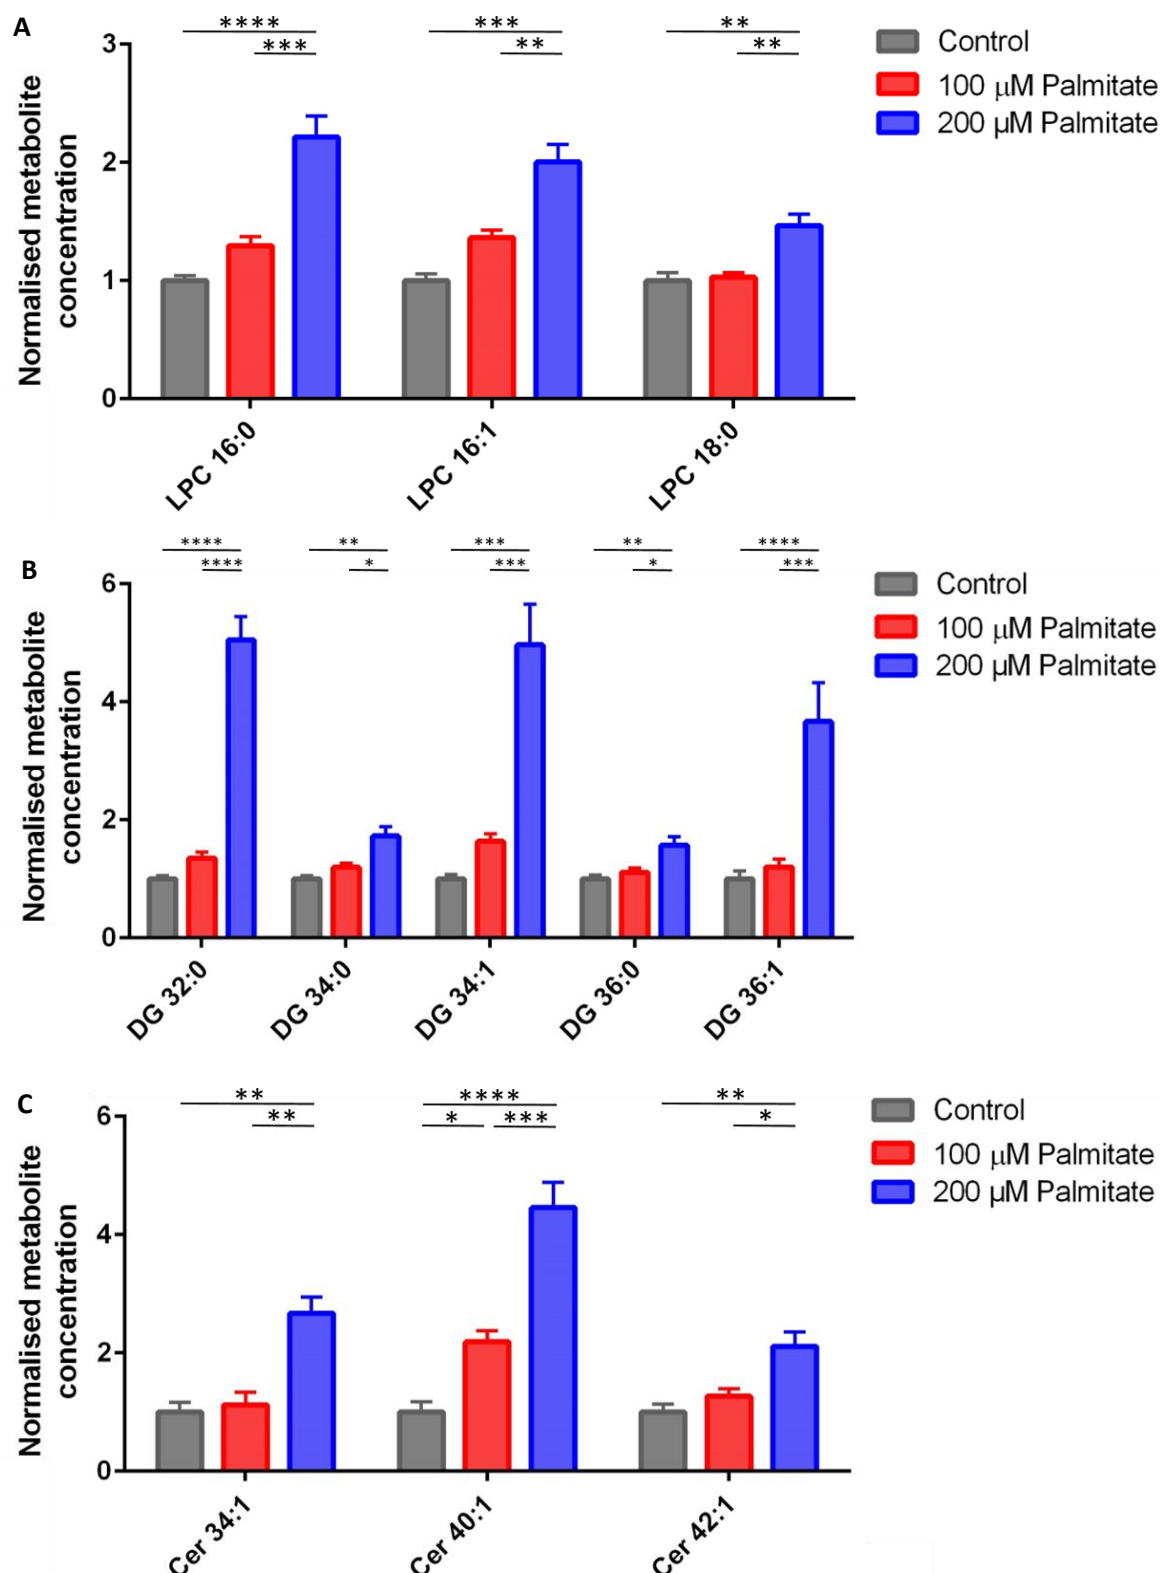 A
**** *** **
*** ** **
Control
100 μM Palmitate
200 μM Palmitate
Normalised metabolite
concentration
3
2
1
0
LPC 16:0
LPC 16:1
LPC 18:0
B
**** ** *** ** ****
**** * *** * ***
Control
100 μM Palmitate
200 μM Palmitate
Normalised metabolite
concentration
6
4
2
0
DG 32:0
DG 34:0
DG 34:1
DG 36:0
DG 36:1
C
** **** **
** * *** *
Control
100 μM Palmitate
200 μM Palmitate
Normalised metabolite
concentration
6
4
2
0
Cer 34:1
Cer 40:1
Cer 42:1